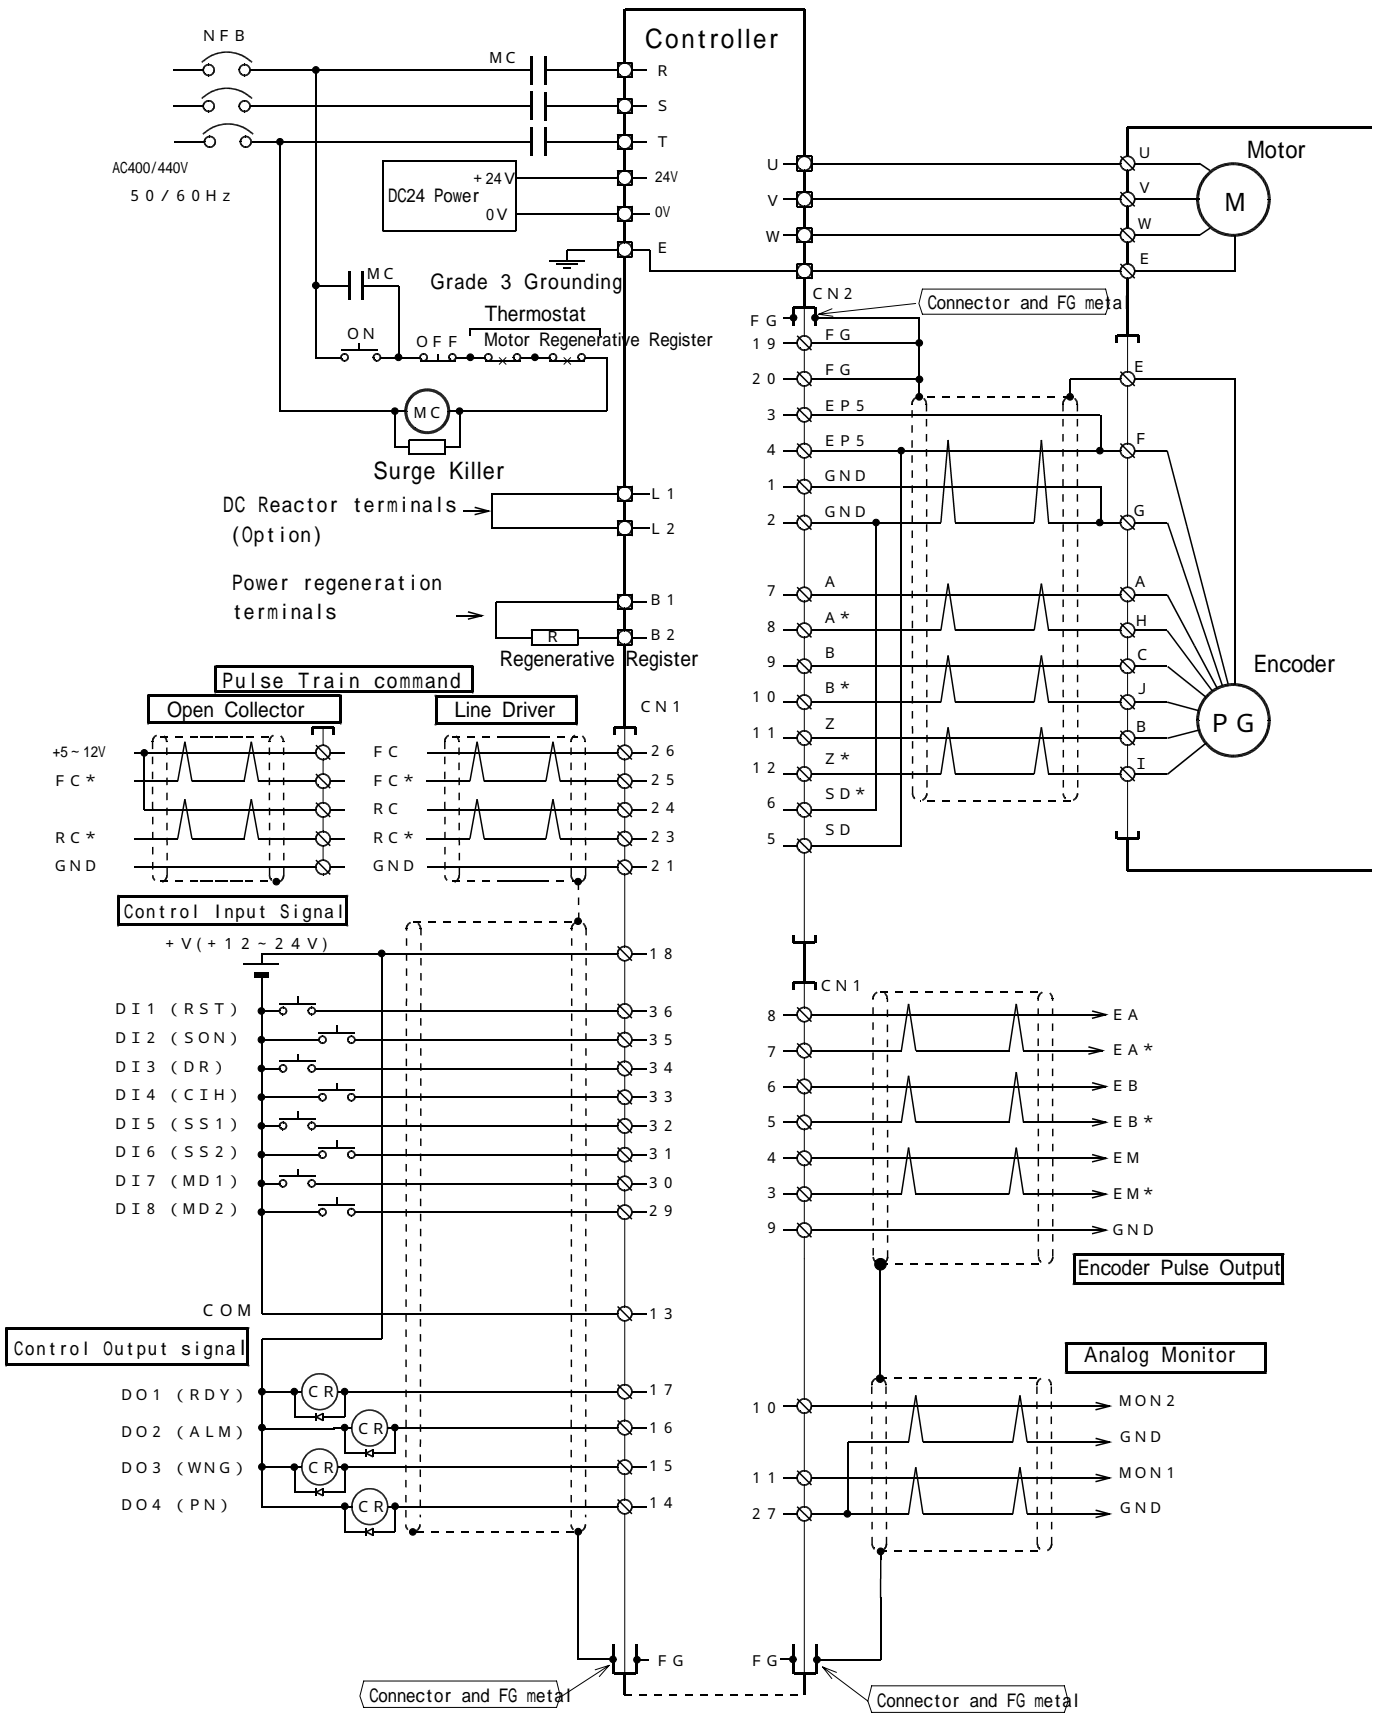 Controller
NFB
MC
R
S
T
AC400/440V
50/60Hz
+24V
DC24 Power
0V
24V
0V
E
Grade 3 Grounding
MC
Thermostat
ON
OFF
Motor Regenerative Register
MC
Surge Killer
DC Reactor terminals
(Option)
L1
L2
Power regeneration
terminals
B1
R
B2
Regenerative Register
U
V
W
U
V
W
E
Motor
M
CN2
Connector and FG metal
FG
19 FG
20 FG
3 EP5
4 EP5
1 GND
2 GND
7 A
8 A*
9 B
10 B*
11 Z
12 Z*
6 SD*
5 SD
E
F
G
A
H
C
J
B
I
Encoder
PG
Pulse Train command
Open Collector
Line Driver
CN1
+5~12V FC 26
FC* FC* 25
RC 24
RC* RC* 23
GND GND 21
Control Input Signal
+V(+12~24V)
18
DI1 (RST) 36
DI2 (SON) 35
DI3 (DR) 34
DI4 (CIH) 33
DI5 (SS1) 32
DI6 (SS2) 31
DI7 (MD1) 30
DI8 (MD2) 29
COM 13
Control Output signal
DO1 (RDY) CR 17
DO2 (ALM) CR 16
DO3 (WNG) CR 15
DO4 (PN) CR 14
FG
Connector and FG metal
CN1
8 EA
7 EA*
6 EB
5 EB*
4 EM
3 EM*
9 GND
Encoder Pulse Output
Analog Monitor
10 MON2
GND
11 MON1
27 GND
FG
Connector and FG metal